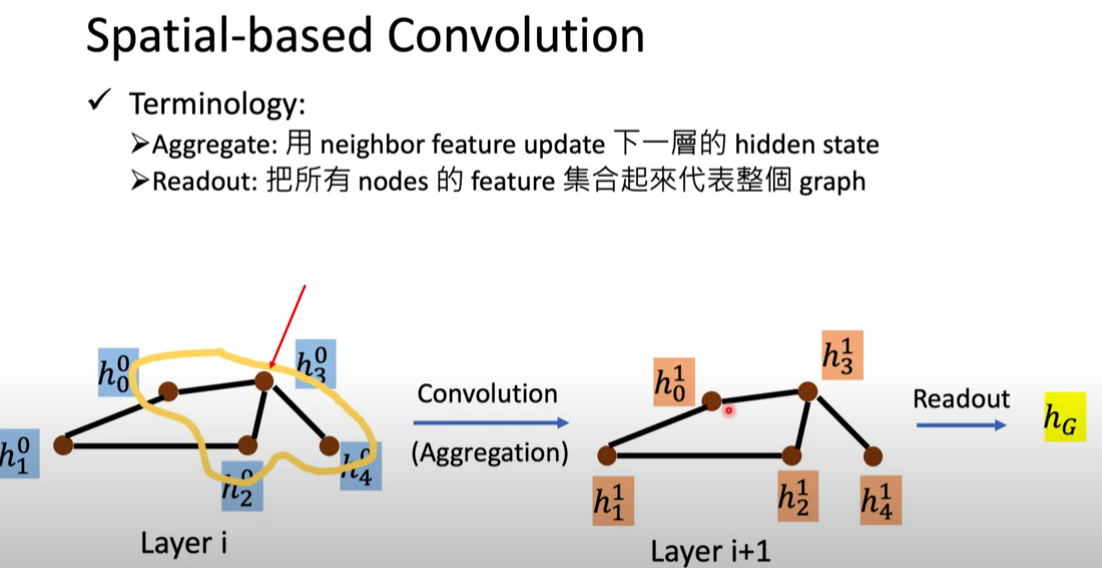 Spatial-based Convolution
✓ Terminology:
➢Aggregate: 用 neighbor feature update 下一層的 hidden state
➢Readout: 把所有 nodes 的 feature 集合起來代表整個 graph
h_0^0
h_3^0
h_1^0
h_2^0
h_4^0
Layer i
Convolution
(Aggregation)
h_0^1
h_3^1
h_1^1
h_2^1
h_4^1
Layer i+1
Readout
h_G